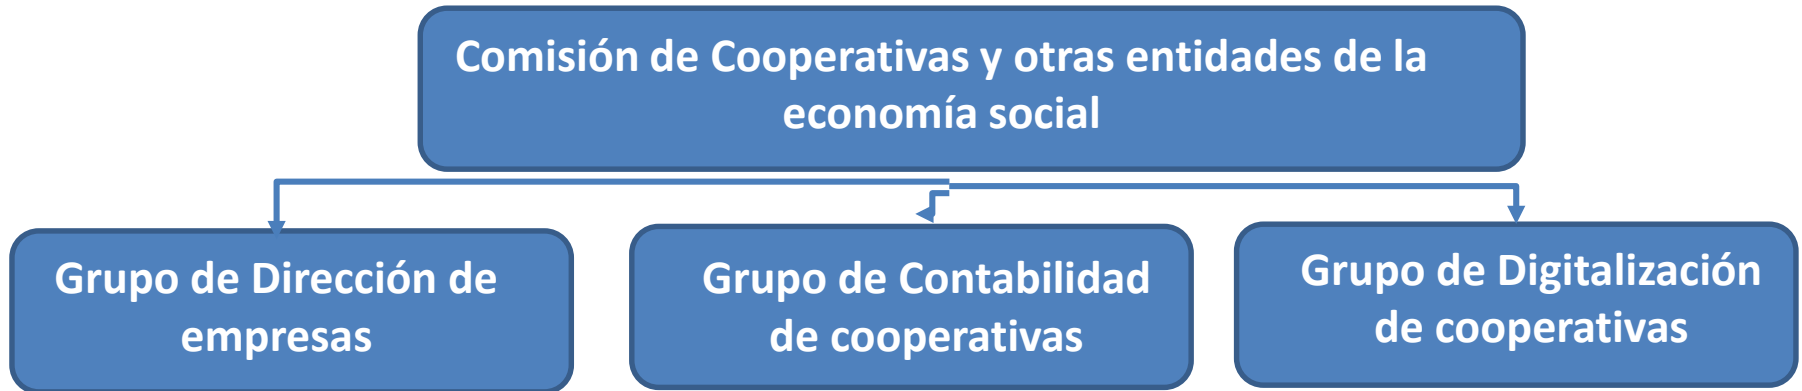 Comisión de Cooperativas y otras entidades de la
economía social
Grupo de Dirección de
empresas
Grupo de Contabilidad
de cooperativas
Grupo de Digitalización
de cooperativas